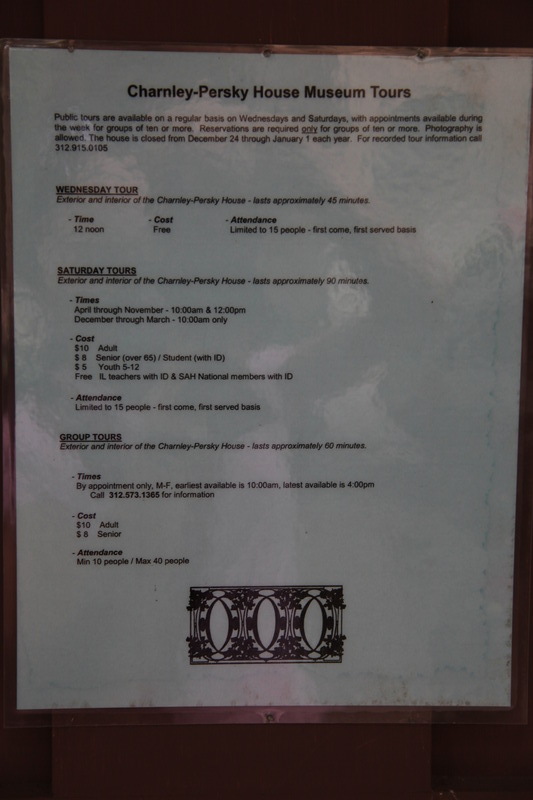 Charnley-Persky House Museum Tours
Public tours are available on a regular basis on Wednesdays and Saturdays, with appointments available during
the week for groups of ten or more. Reservations are required only for groups of ten or more. Photography is
allowed. The house is closed from December 24 through January 1 each year. For recorded tour information call
312.915.0105
WEDNESDAY TOUR
Exterior and interior of the Charnley-Persky House - lasts approximately 45 minutes.
- Time - Cost - Attendance
12 noon Free Limited to 15 people - first come, first served basis
SATURDAY TOURS
Exterior and interior of the Charnley-Persky House - lasts approximately 90 minutes.
- Times
April through November - 10:00am & 12:00pm
December through March - 10:00am only
- Cost
$10 Adult
$ 8 Senior (over 65) / Student (with ID)
$ 5 Youth 5-12
Free IL teachers with ID & SAH National members with ID
- Attendance
Limited to 15 people - first come, first served basis
GROUP TOURS
Exterior and interior of the Charnley-Persky House - lasts approximately 60 minutes.
- Times
By appointment only, M-F, earliest available is 10:00am, latest available is 4:00pm
Call 312.573.1365 for information
- Cost
$10 Adult
$ 8 Senior
- Attendance
Min 10 people / Max 40 people